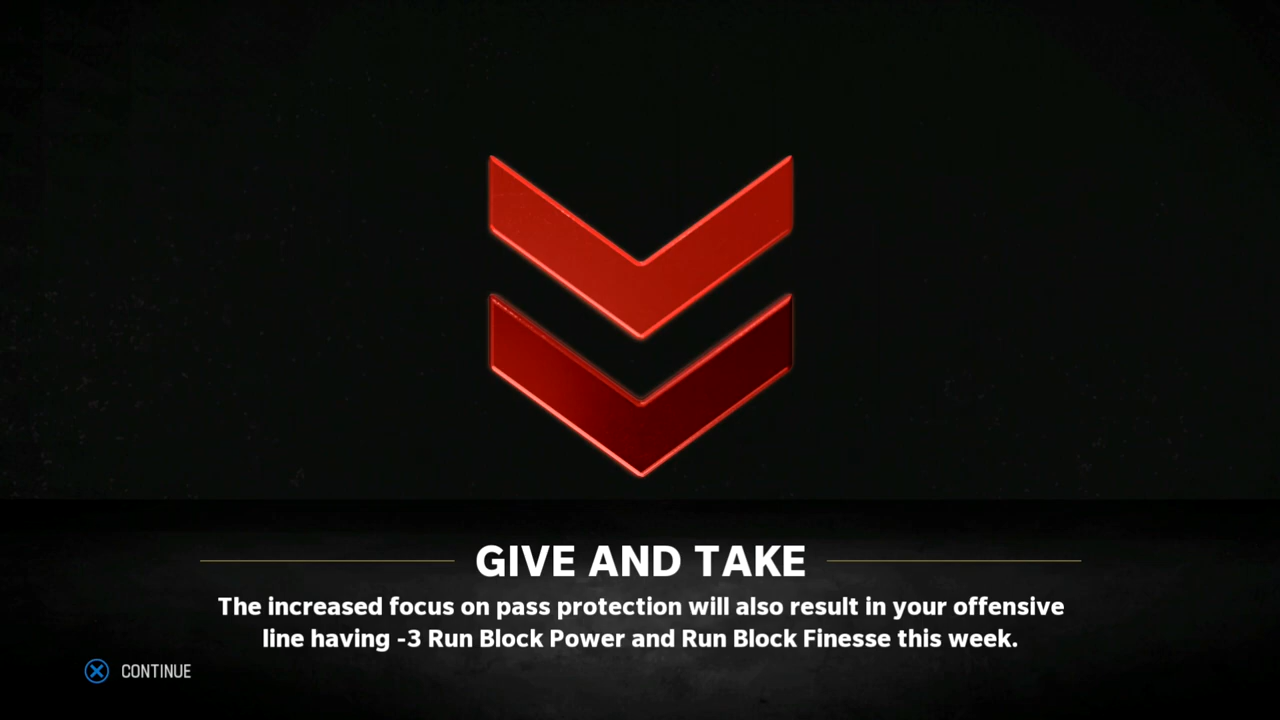 GIVE AND TAKE
The increased focus on pass protection will also result in your offensive
line having -3 Run Block Power and Run Block Finesse this week.
CONTINUE